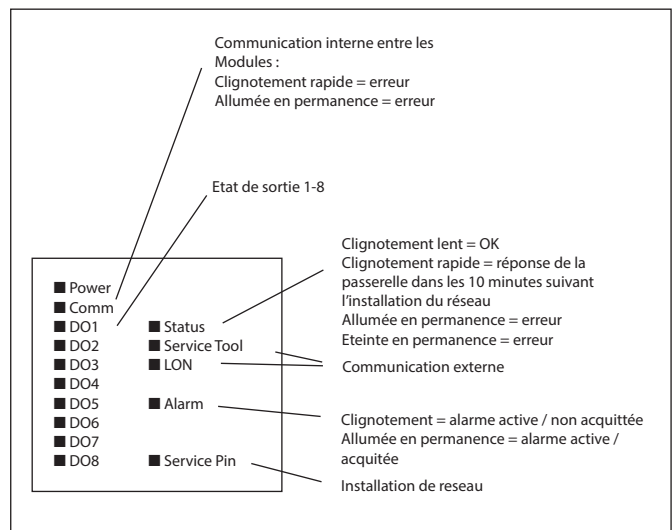 Communication interne entre les
Modules :
Clignotement rapide = erreur
Allumée en permanence = erreur
Etat de sortie 1-8
Clignotement lent = OK
Clignotement rapide = réponse de la
passerelle dans les 10 minutes suivant
l'installation du réseau
Allumée en permanence = erreur
Eteinte en permanence = erreur
Communication externe
Clignotement = alarme active / non acquittée
Allumée en permanence = alarme active /
acquitée
Installation de reseau
Power
Comm
DO1
DO2
DO3
DO4
DO5
DO6
DO7
DO8
Status
Service Tool
LON
Alarm
Service Pin